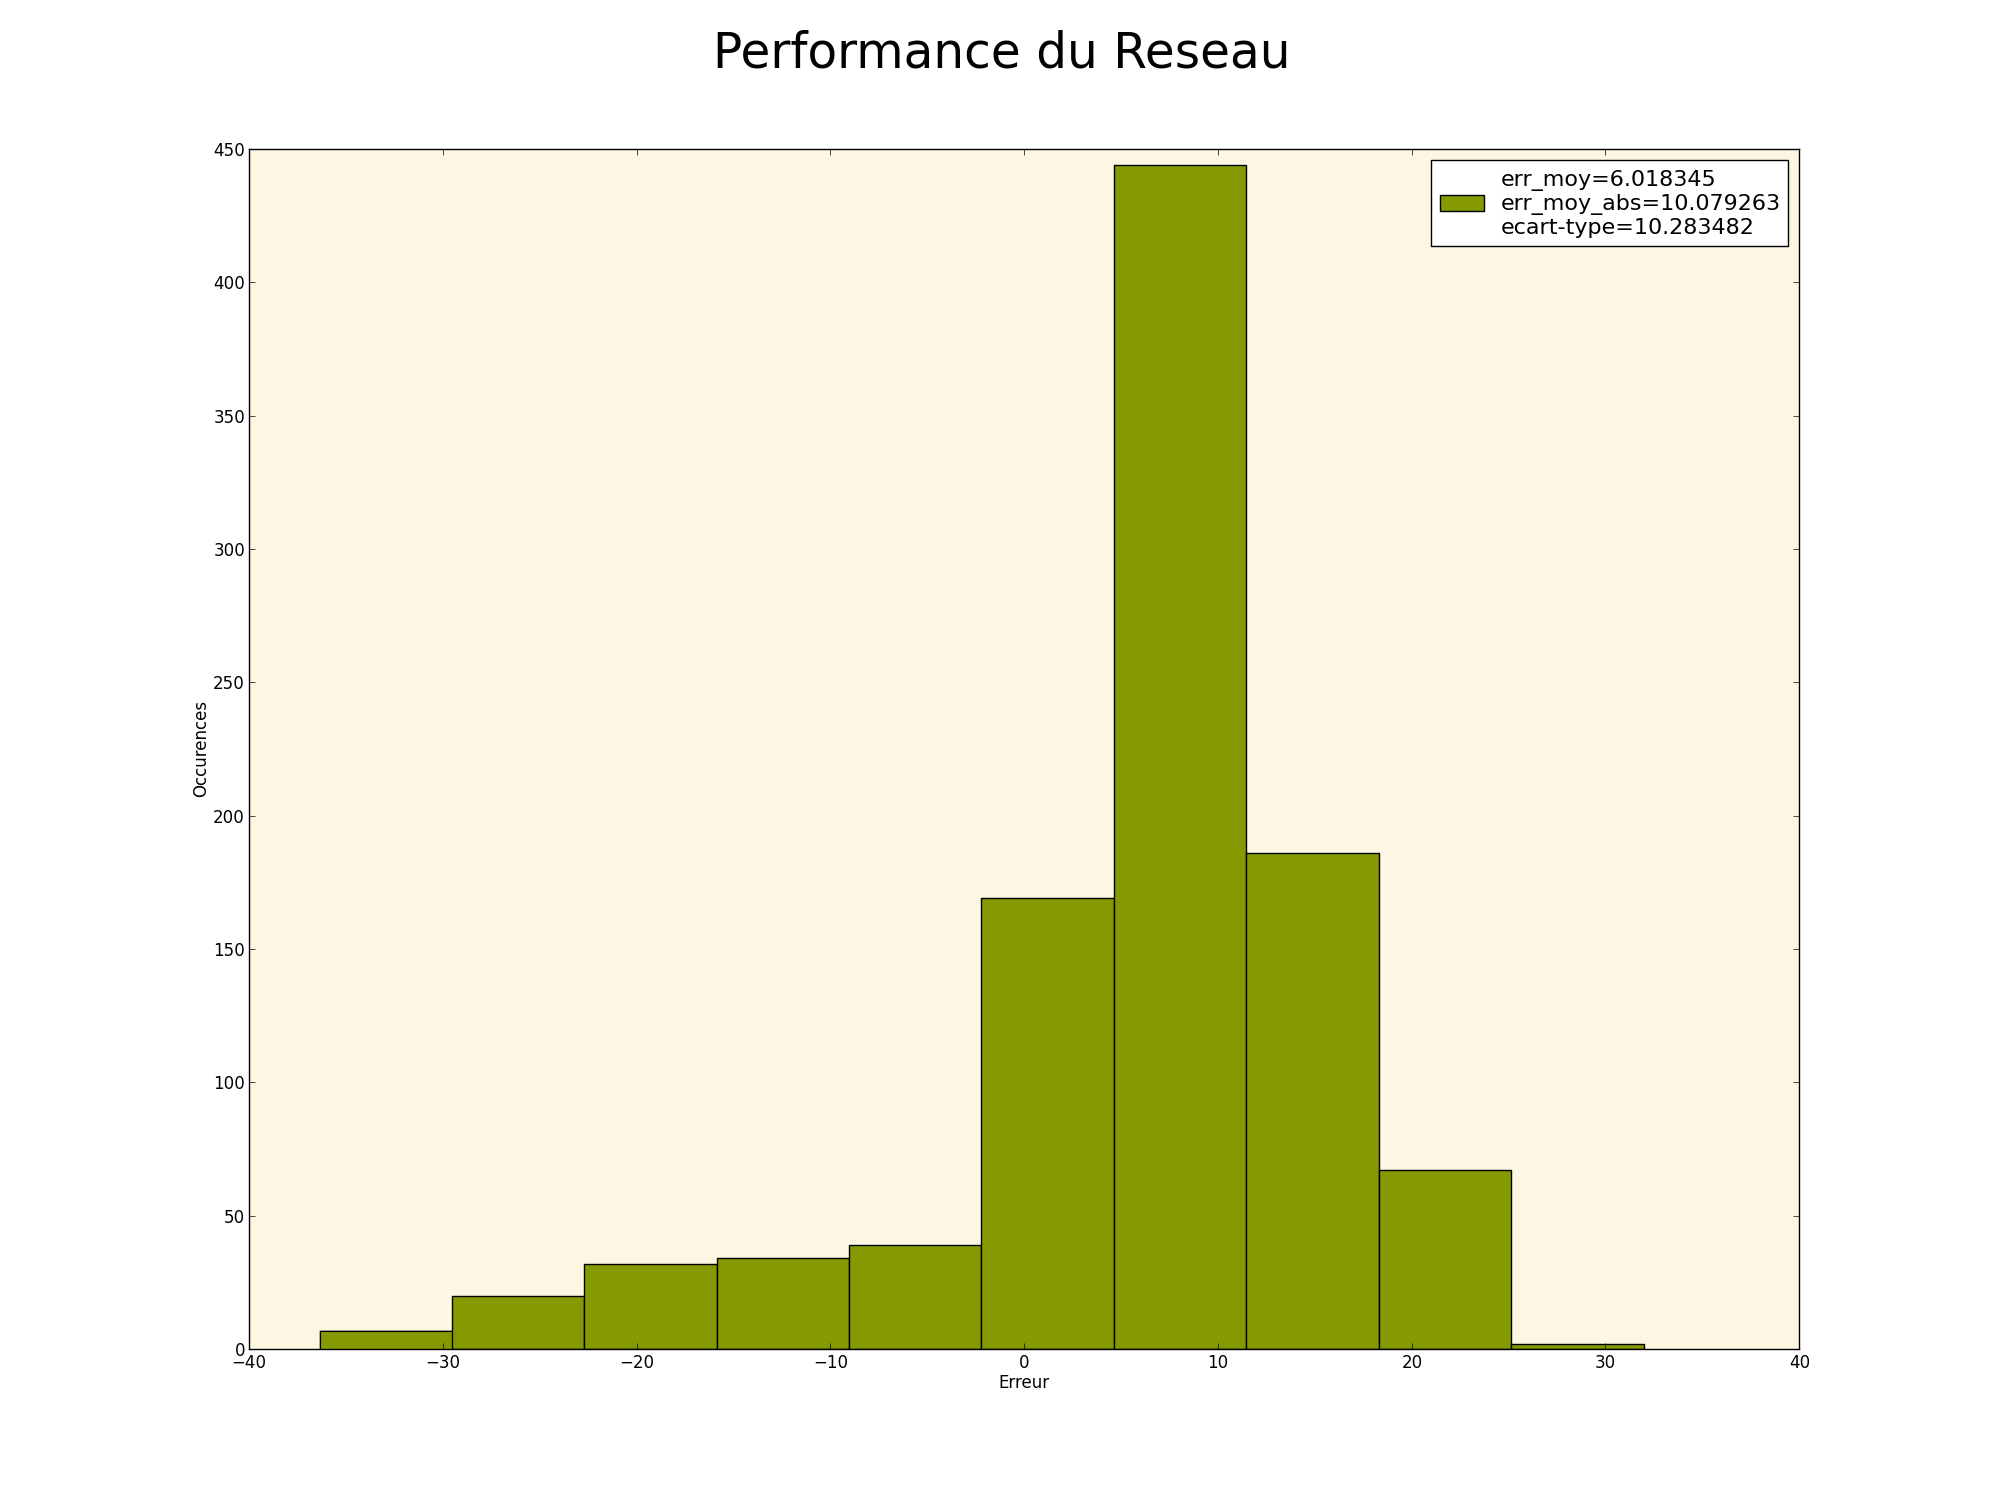 Performance du Reseau
err_moy=6.018345
err_moy_abs=10.079263
ecart-type=10.283482
450
400
350
300
250
200
150
100
50
0
Occurences
−40 −30 −20 −10 0 10 20 30 40
Erreur